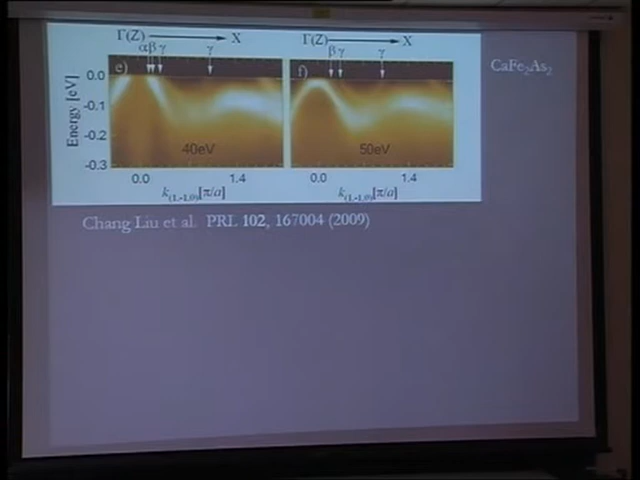 Γ(Z) → X
αβ γ γ
e)
0.0
-0.1
-0.2
-0.3
Energy [eV]
40eV
0.0 1.4
k(1,-1,0)[π/a]
Γ(Z) → X
β γ γ
f)
50eV
0.0 1.4
k(1,-1,0)[π/a]
CaFe₂As₂
Chang Liu et al. PRL 102, 167004 (2009)